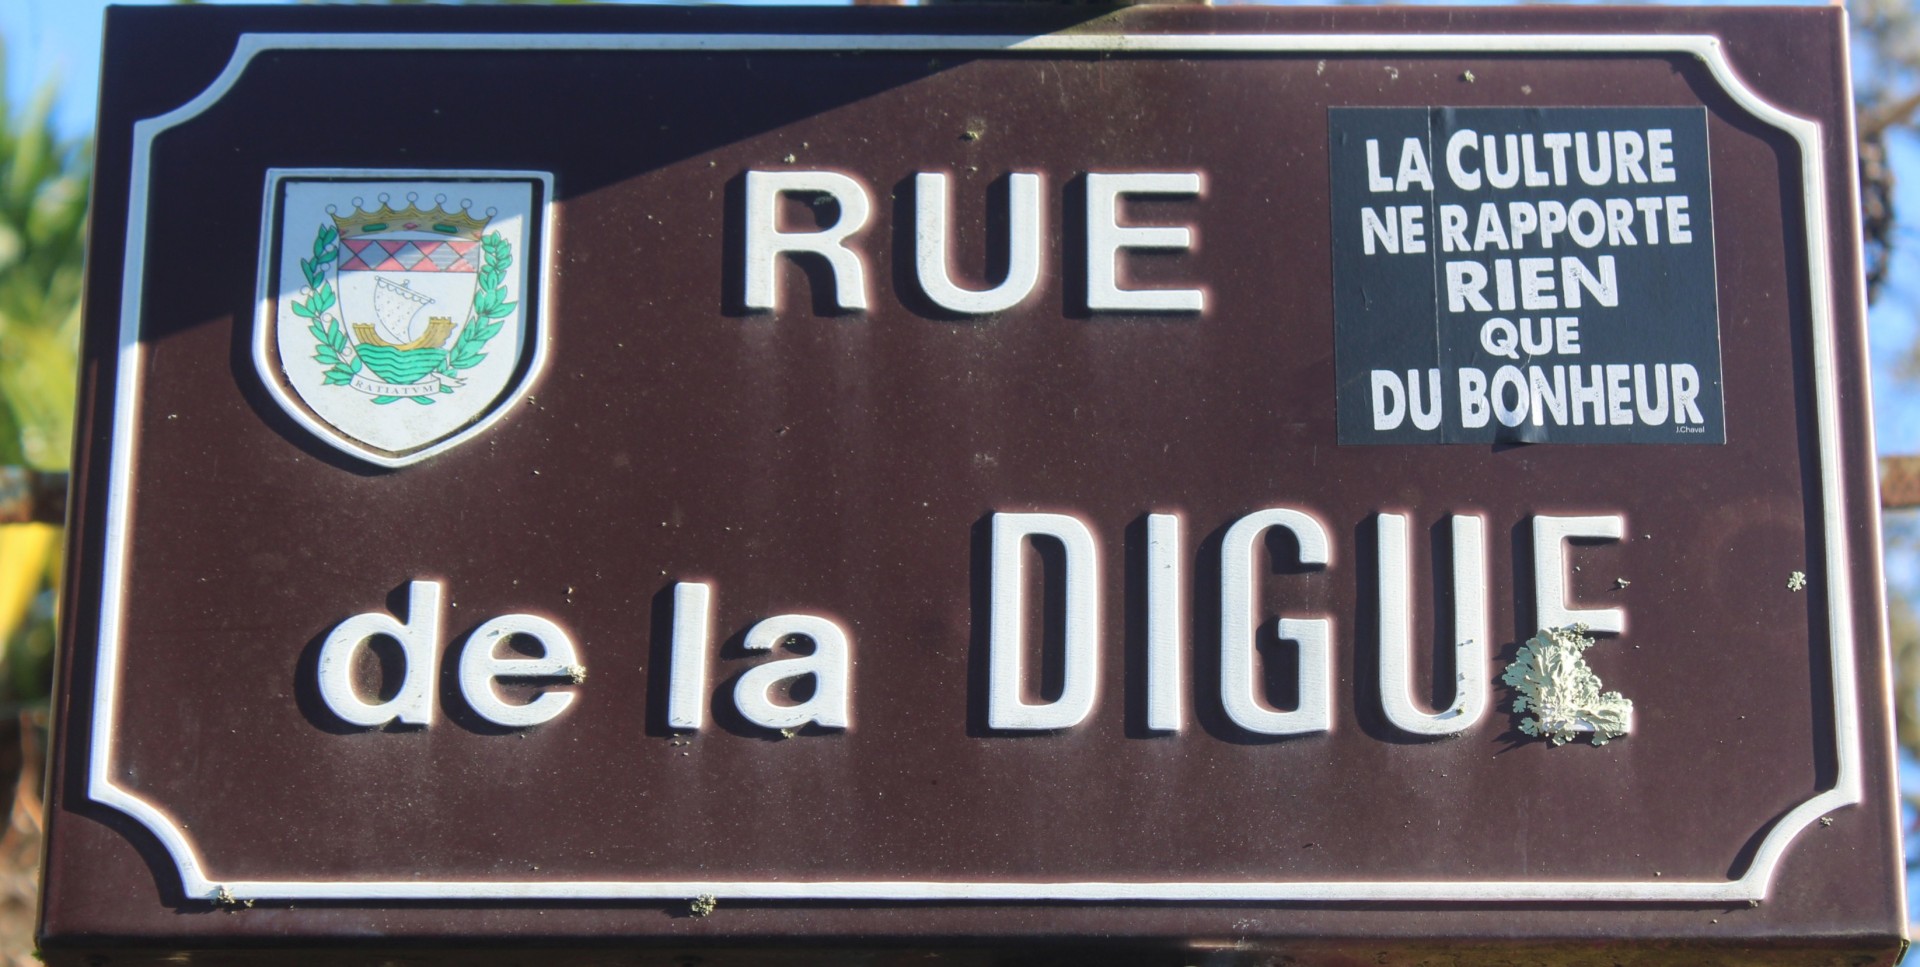 RUE
de la DIGUE
LA CULTURE
NE RAPPORTE
RIEN
QUE
DU BONHEUR
J.Chaval
RATIATVM